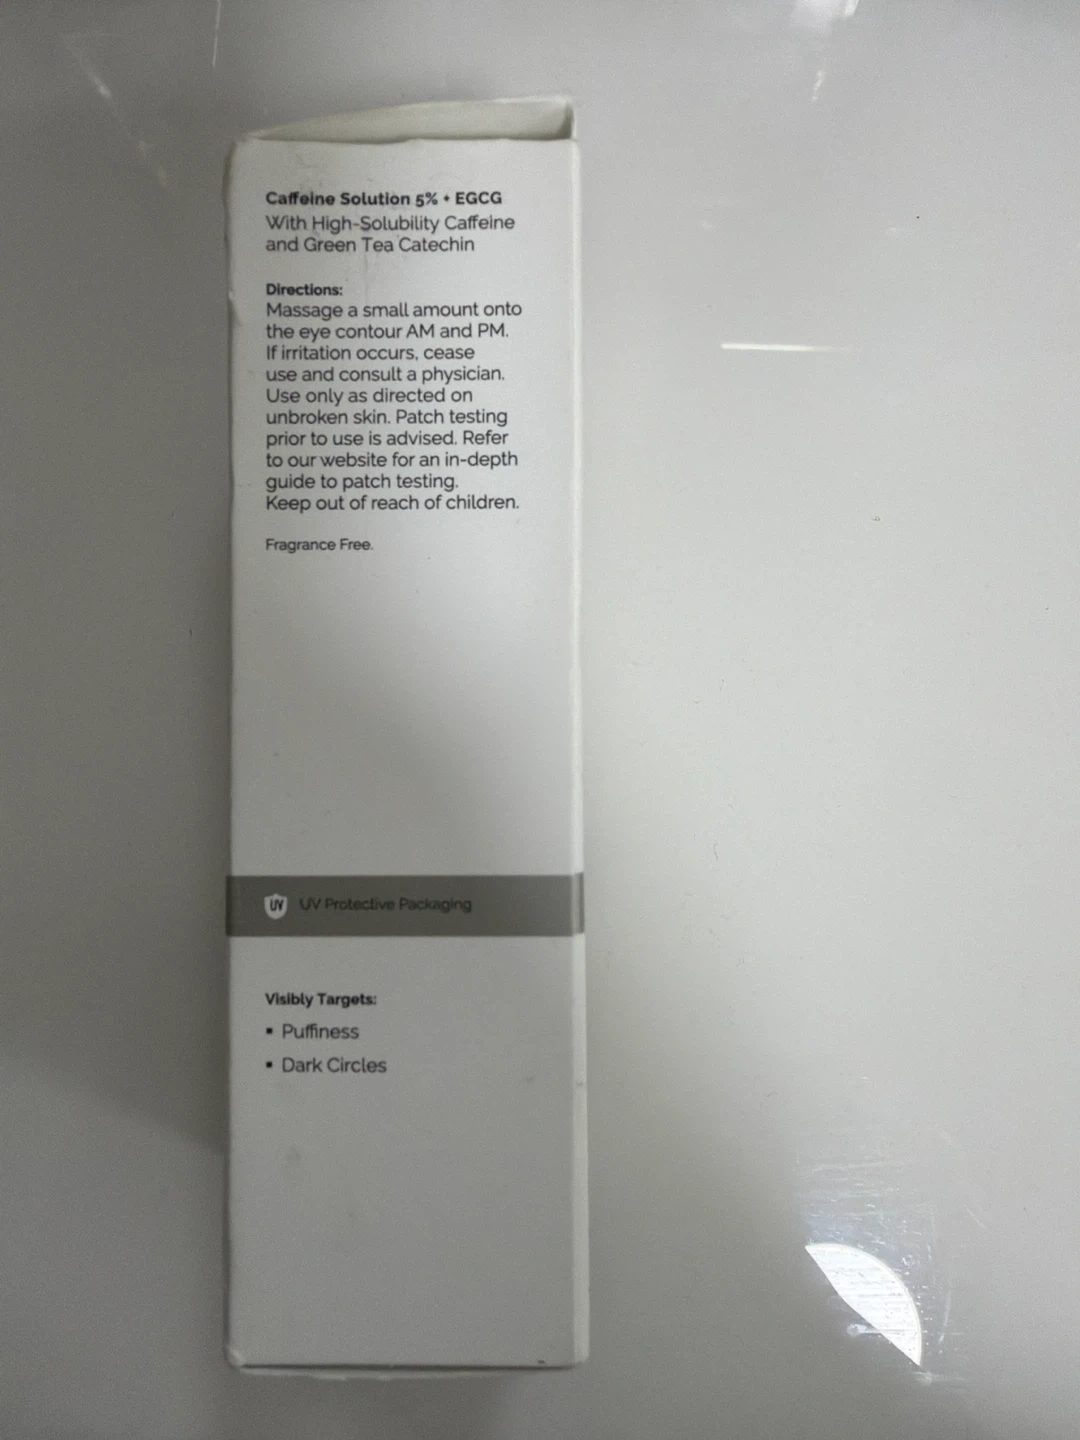 Caffeine Solution 5% + EGCG
With High-Solubility Caffeine
and Green Tea Catechin
Directions:
Massage a small amount onto
the eye contour AM and PM.
If irritation occurs, cease
use and consult a physician.
Use only as directed on
unbroken skin. Patch testing
prior to use is advised. Refer
to our website for an in-depth
guide to patch testing.
Keep out of reach of children.
Fragrance Free.
UV UV Protective Packaging
Visibly Targets:
▪ Puffiness
▪ Dark Circles